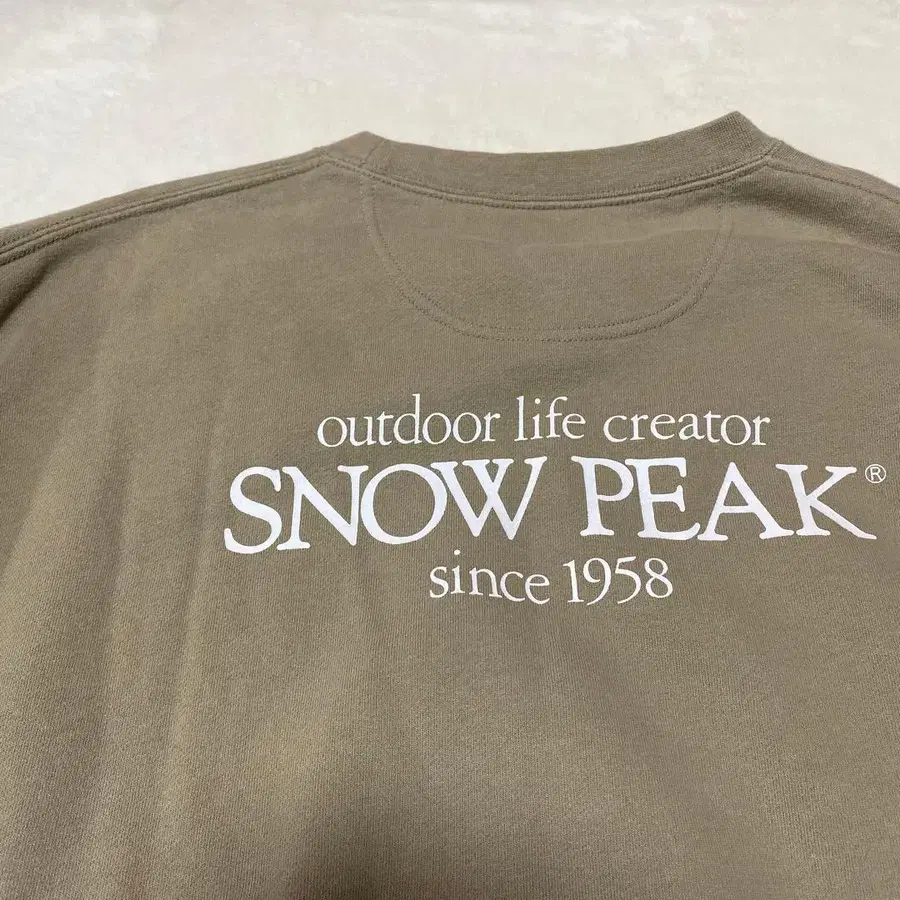 outdoor life creator
SNOW PEAK®
since 1958